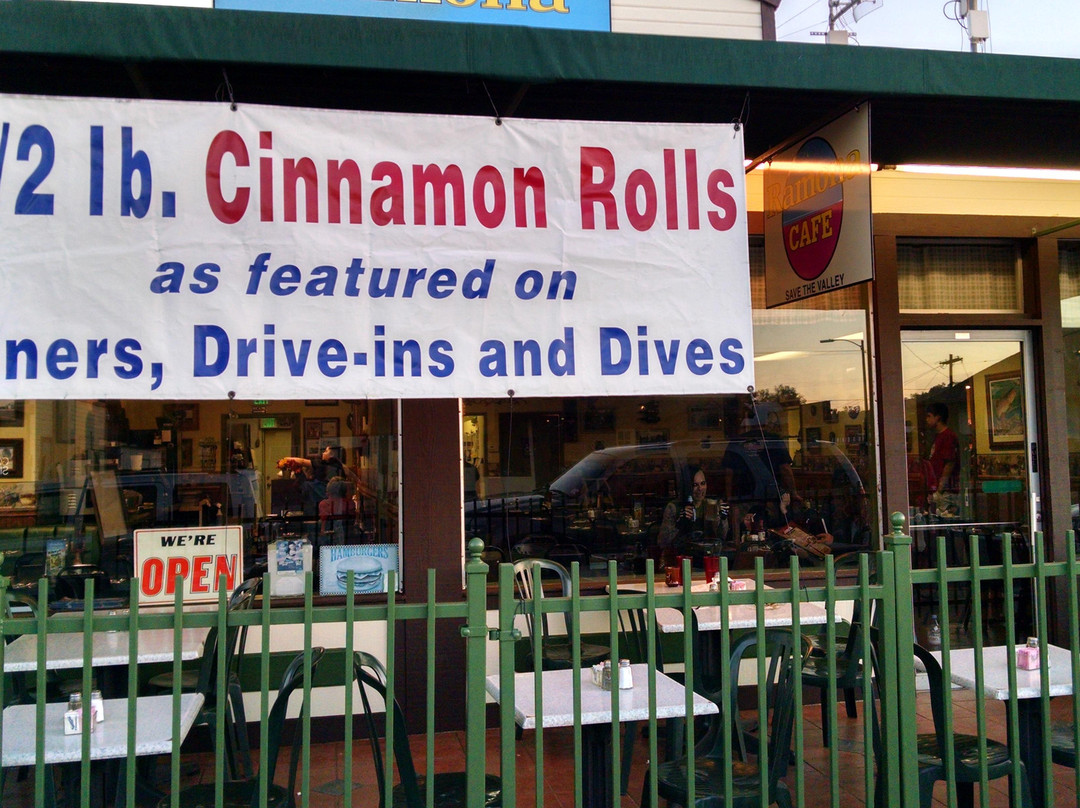 /2 lb. Cinnamon Rolls
as featured on
ners, Drive-ins and Dives
Ramona
CAFE
SAVE THE VALLEY
WE'RE
OPEN
HAMBURGERS